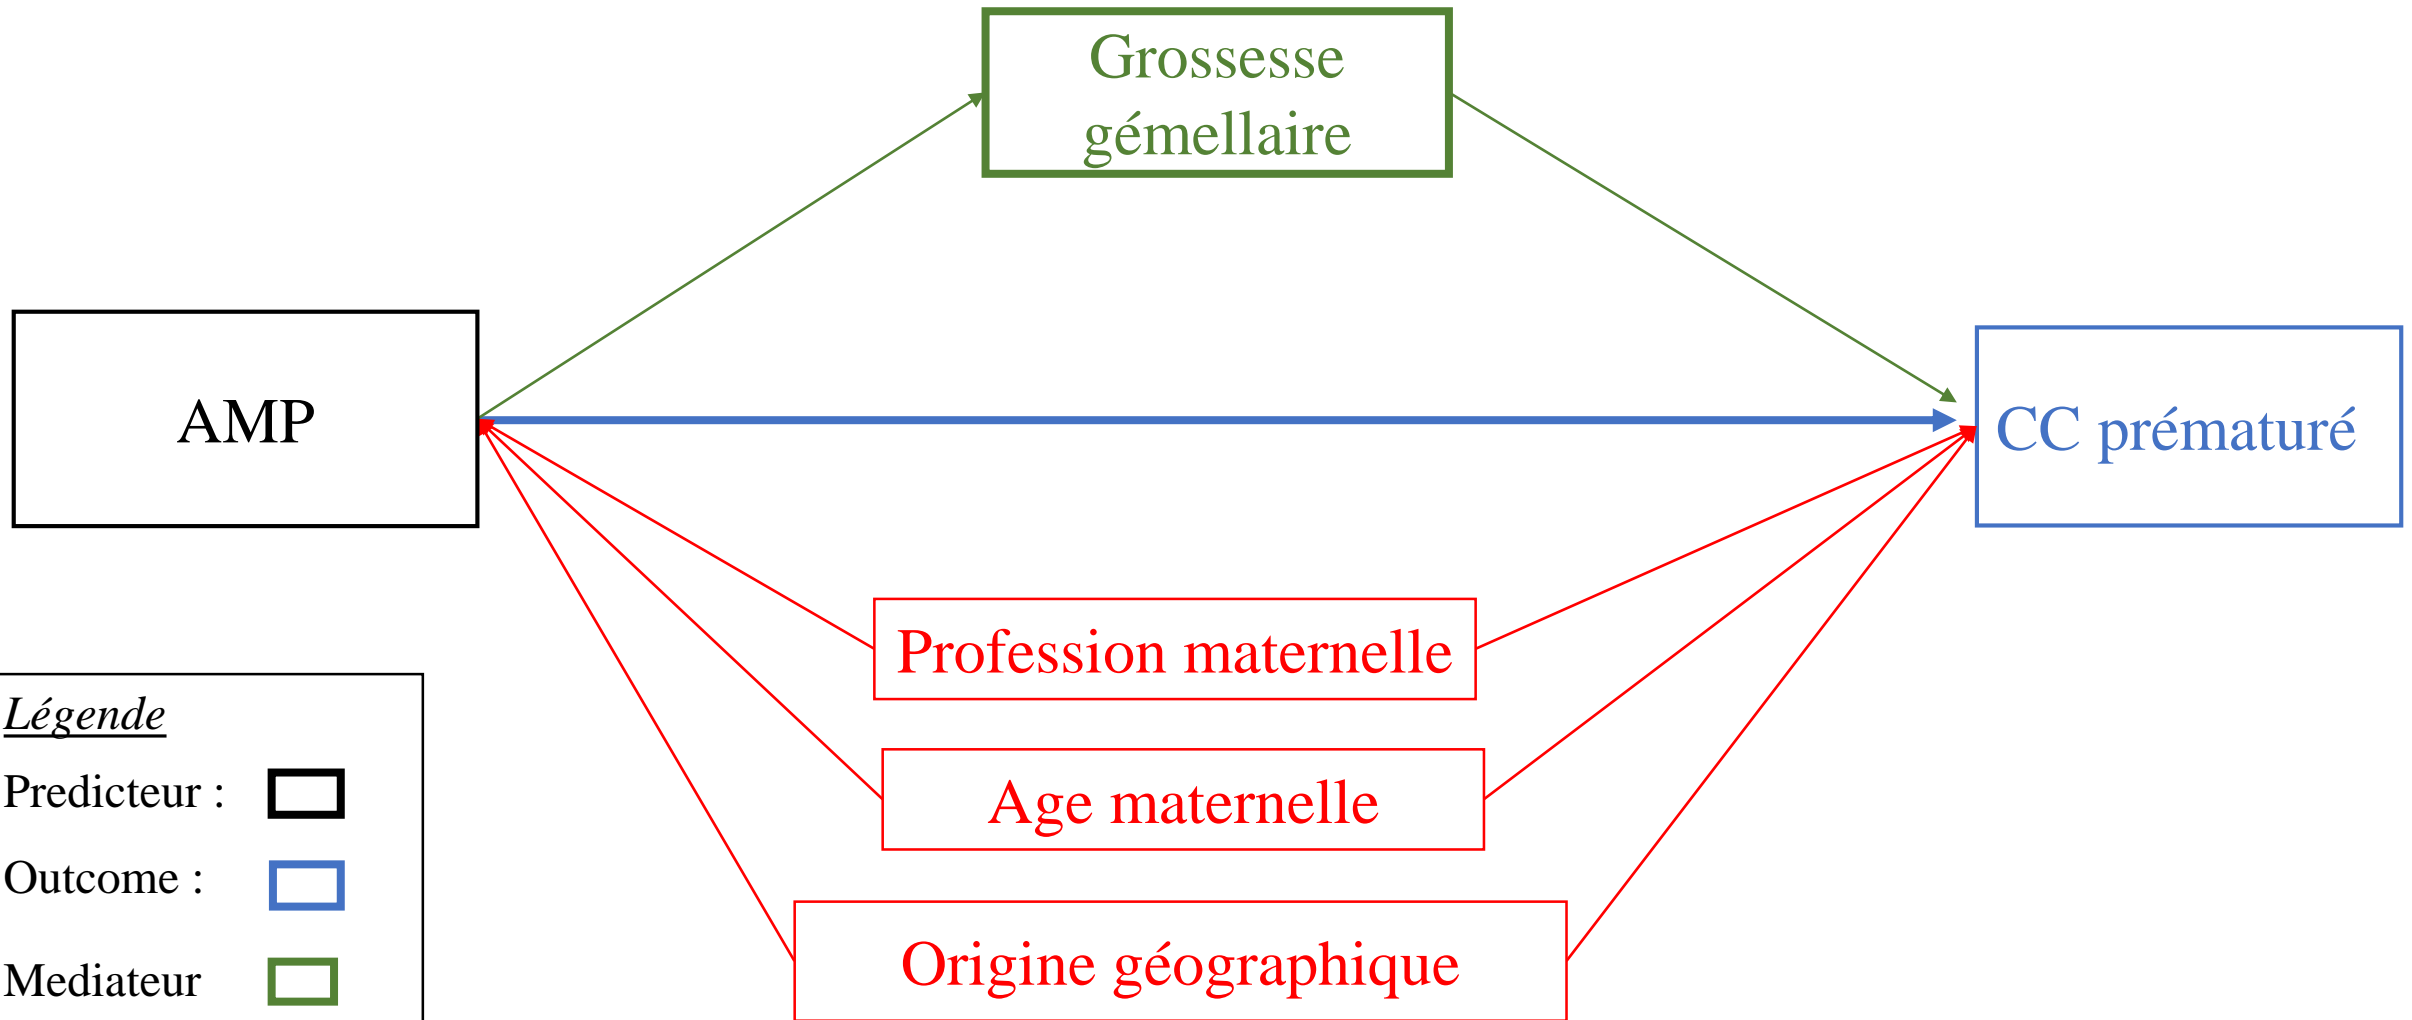 Grossesse
gémellaire
AMP
CC prématuré
Profession maternelle
Age maternelle
Origine géographique
Légende
Predicteur :
Outcome :
Mediateur